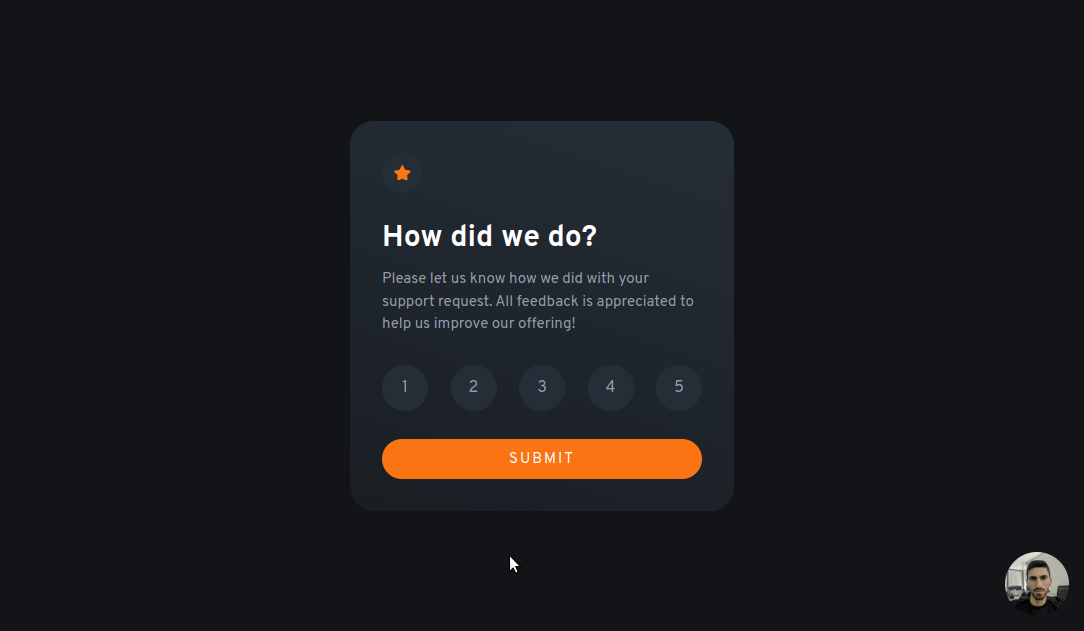 How did we do?
Please let us know how we did with your
support request. All feedback is appreciated to
help us improve our offering!
1 2 3 4 5
SUBMIT